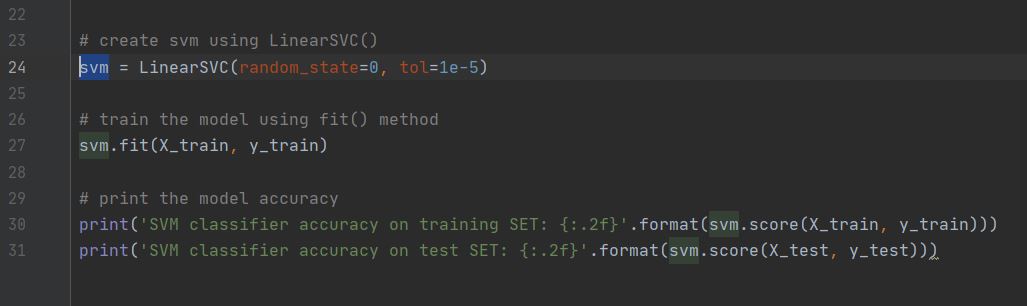 22
23 # create svm using LinearSVC()
24 svm = LinearSVC(random_state=0, tol=1e-5)
25
26 # train the model using fit() method
27 svm.fit(X_train, y_train)
28
29 # print the model accuracy
30 print('SVM classifier accuracy on training SET: {:.2f}'.format(svm.score(X_train, y_train)))
31 print('SVM classifier accuracy on test SET: {:.2f}'.format(svm.score(X_test, y_test)))